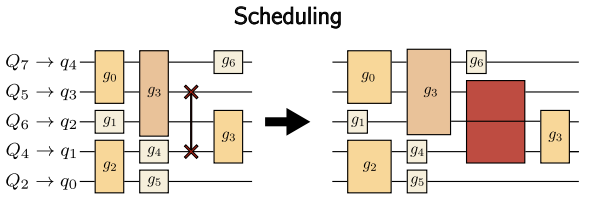 Scheduling
Q₇ → q₄ g₀ g₃ g₆ g₃ g₆
Q₅ → q₃ g₀
Q₆ → q₂ g₁ g₁
Q₄ → q₁ g₂ g₄ g₃ g₂ g₄ g₃
Q₂ → q₀ g₅ g₅